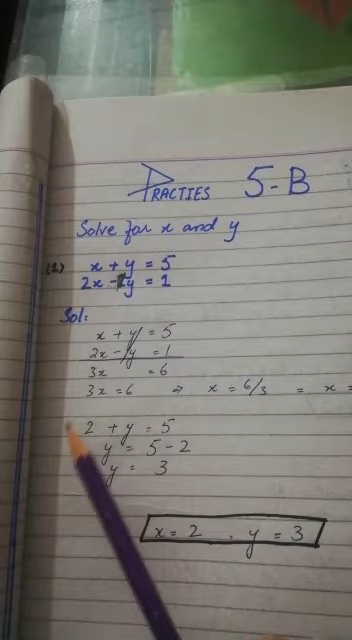 PRACTIES 5-B
Solve for x and y
(1) x + y = 5
2x - y = 1
Sol:
x + y = 5
2x - y = 1
3x = 6
3x = 6 ⇒ x = 6/3 = x =
2 + y = 5
y = 5 - 2
y = 3
x = 2 , y = 3